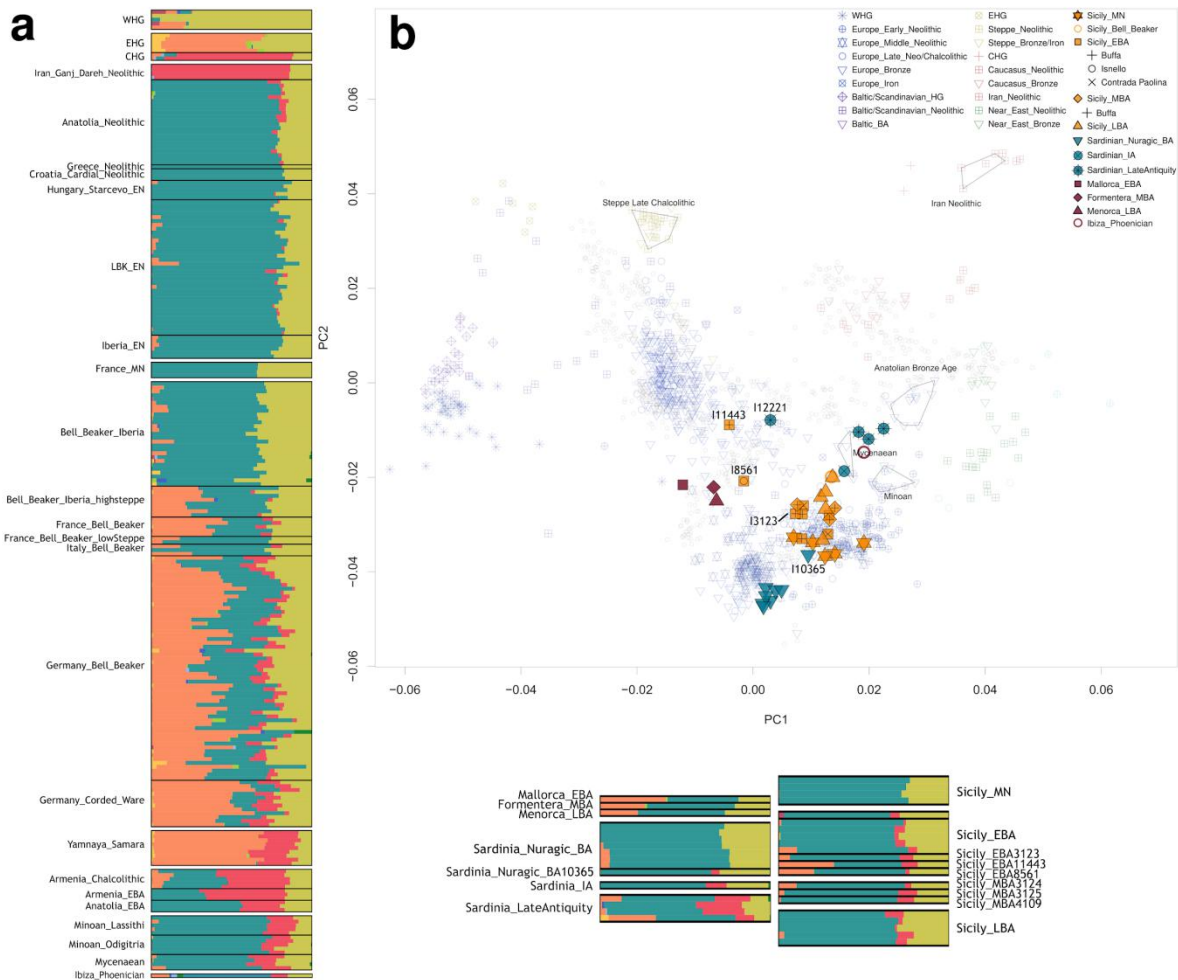 a
WHG
EHG
CHG
Iran_Ganj_Dareh_Neolithic
Anatolia_Neolithic
Greece_Neolithic
Croatia_Cardial_Neolithic
Hungary_Starcevo_EN
LBK_EN
Iberia_EN
France_MN
Bell_Beaker_Iberia
Bell_Beaker_Iberia_highsteppe
France_Bell_Beaker
France_Bell_Beaker_lowSteppe
Italy_Bell_Beaker
Germany_Bell_Beaker
Germany_Corded_Ware
Yamnaya_Samara
Armenia_Chalcolithic
Armenia_EBA
Anatolia_EBA
Minoan_Lassithi
Minoan_Odigitria
Mycenaean
Ibiza_Phoenician
b
WHG
Europe_Early_Neolithic
Europe_Middle_Neolithic
Europe_Late_Neo/Chalcolithic
Europe_Bronze
Europe_Iron
Baltic/Scandinavian_HG
Baltic/Scandinavian_Neolithic
Baltic_BA
EHG
Steppe_Neolithic
Steppe_Bronze/Iron
CHG
Caucasus_Neolithic
Caucasus_Bronze
Iran_Neolithic
Near_East_Neolithic
Near_East_Bronze
Sicily_MN
Sicily_Bell_Beaker
Sicily_EBA
Buffa
Isnello
Contrada Paolina
Sicily_MBA
Buffa
Sicily_LBA
Sardinian_Nuragic_BA
Sardinian_IA
Sardinian_LateAntiquity
Mallorca_EBA
Formentera_MBA
Menorca_LBA
Ibiza_Phoenician
Steppe Late Chalcolithic
Iran Neolithic
Anatolian Bronze Age
I11443
I12221
Mycenaean
I8561
Minoan
I3123
I10365
PC2
0.06
0.04
0.02
0.00
−0.02
−0.04
−0.06
−0.06
−0.04
−0.02
0.00
0.02
0.04
0.06
PC1
Mallorca_EBA
Formentera_MBA
Menorca_LBA
Sardinia_Nuragic_BA
Sardinia_Nuragic_BA10365
Sardinia_IA
Sardinia_LateAntiquity
Sicily_MN
Sicily_EBA
Sicily_EBA3123
Sicily_EBA11443
Sicily_EBA8561
Sicily_MBA3124
Sicily_MBA3125
Sicily_MBA4109
Sicily_LBA